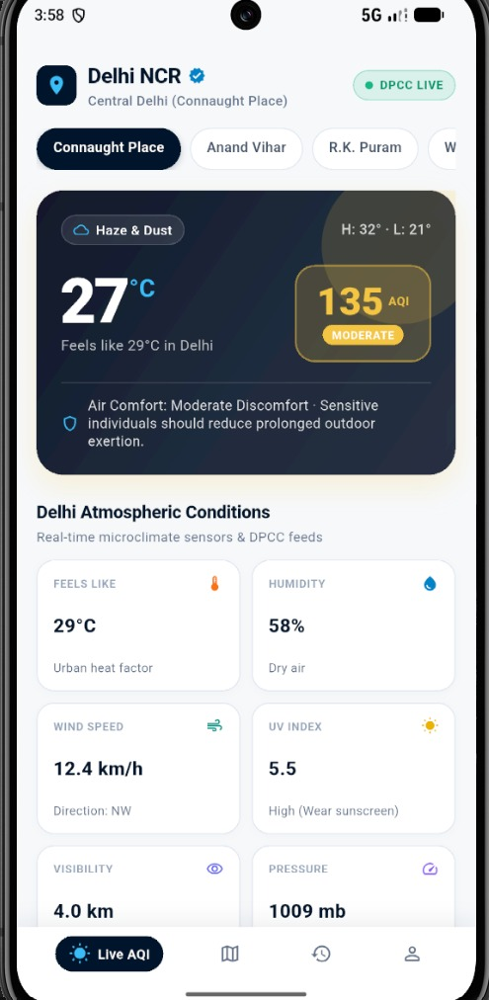 3:58
5G
Delhi NCR
Central Delhi (Connaught Place)
DPCC LIVE
Connaught Place
Anand Vihar
R.K. Puram
W
Haze & Dust
H: 32° · L: 21°
27°C
135 AQI
MODERATE
Feels like 29°C in Delhi
Air Comfort: Moderate Discomfort · Sensitive
individuals should reduce prolonged outdoor
exertion.
Delhi Atmospheric Conditions
Real-time microclimate sensors & DPCC feeds
FEELS LIKE
29°C
Urban heat factor
HUMIDITY
58%
Dry air
WIND SPEED
12.4 km/h
Direction: NW
UV INDEX
5.5
High (Wear sunscreen)
VISIBILITY
4.0 km
PRESSURE
1009 mb
Live AQI